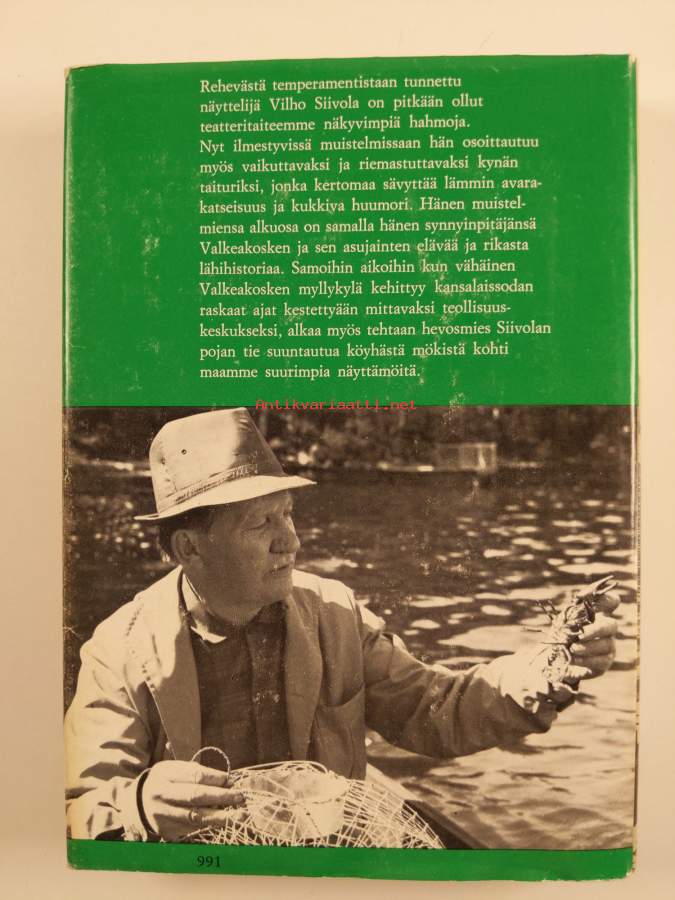 Rehevästä temperamentistaan tunnettu
näyttelijä Vilho Siivola on pitkään ollut
teatteritaiteemme näkyvimpiä hahmoja.
Nyt ilmestyvissä muistelmissaan hän osoittautuu
myös vaikuttavaksi ja riemastuttavaksi kynän
taituriksi, jonka kertomaa sävyttää lämmin avara-
katseisuus ja kukkiva huumori. Hänen muistel-
miensa alkuosa on samalla hänen synnyinpitäjänsä
Valkeakosken ja sen asujainten elävää ja rikasta
lähihistoriaa. Samoihin aikoihin kun vähäinen
Valkeakosken myllykylä kehittyy kansalaissodan
raskaat ajat kestettyään mittavaksi teollisuus-
keskukseksi, alkaa myös tehtaan hevosmies Siivolan
pojan tie suuntautua köyhästä mökistä kohti
maamme suurimpia näyttämöitä.
Antikvariaatti.net
991